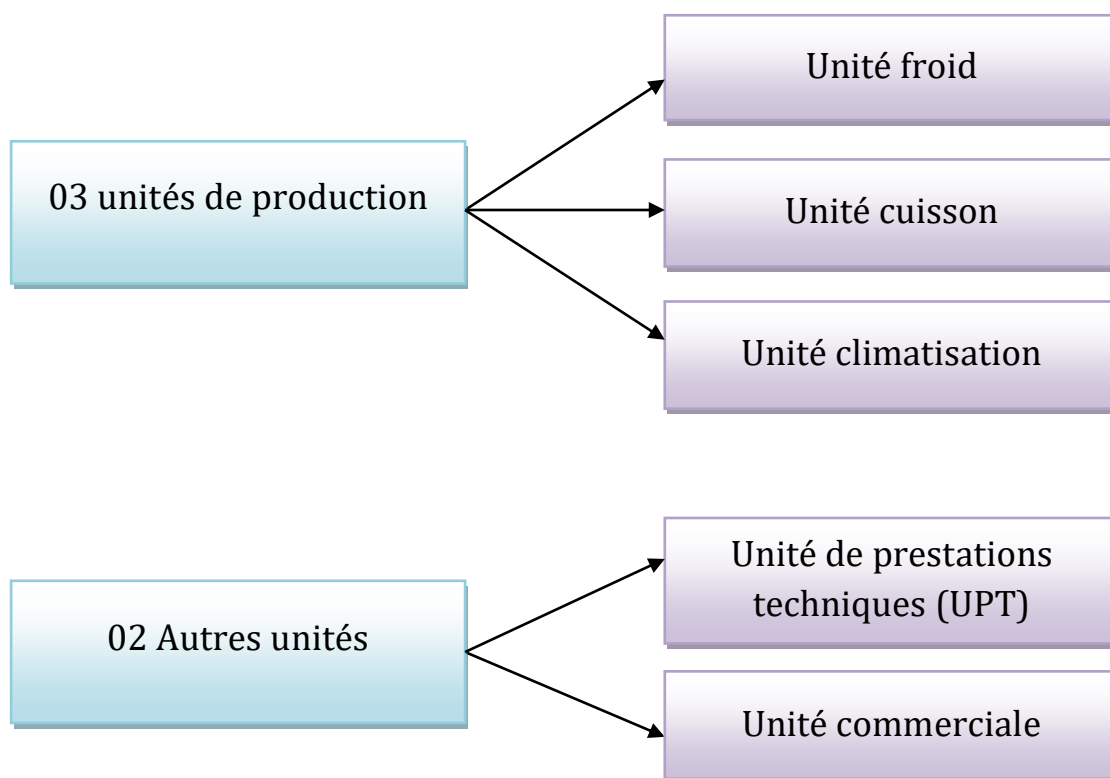 03 unités de production
Unité froid
Unité cuisson
Unité climatisation
02 Autres unités
Unité de prestations
techniques (UPT)
Unité commerciale